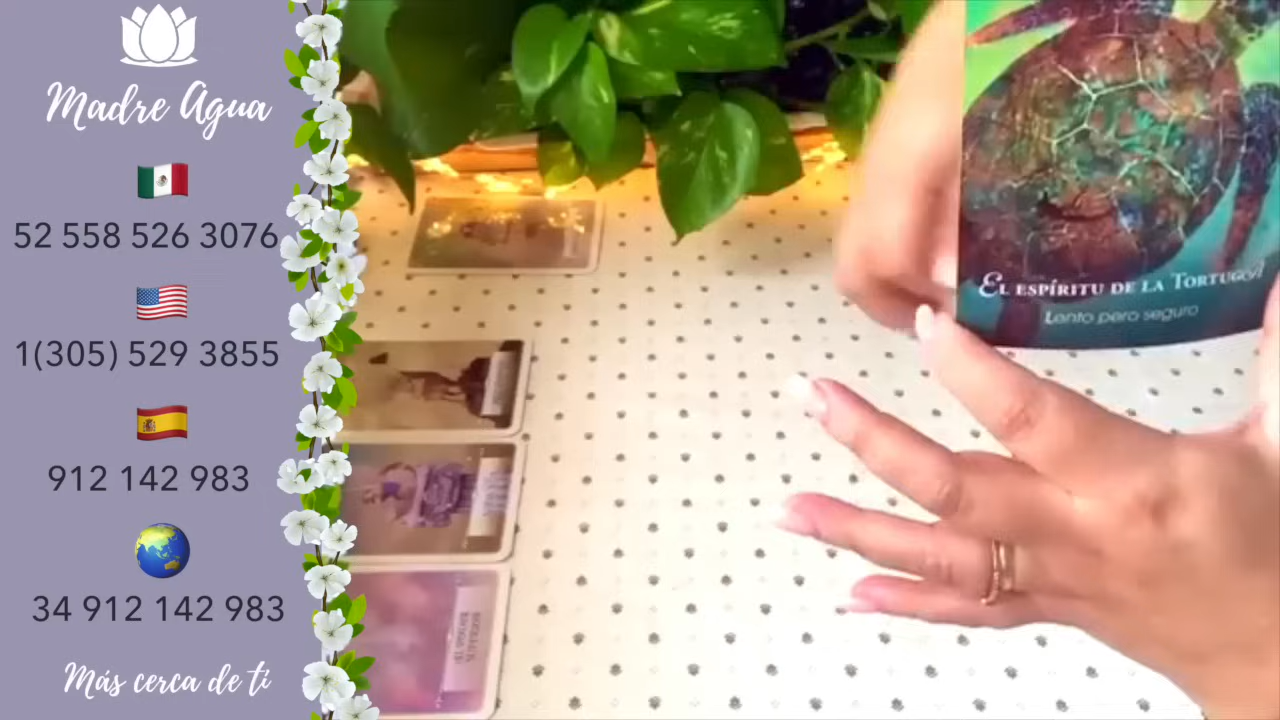 Madre Agua
52 558 526 3076
1(305) 529 3855
912 142 983
34 912 142 983
Más cerca de ti
El espíritu de la Tortuga
Lento pero seguro